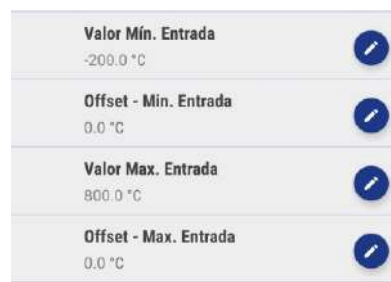 Valor Mín. Entrada
-200.0 °C
Offset - Min. Entrada
0.0 °C
Valor Max. Entrada
800.0 °C
Offset - Max. Entrada
0.0 °C